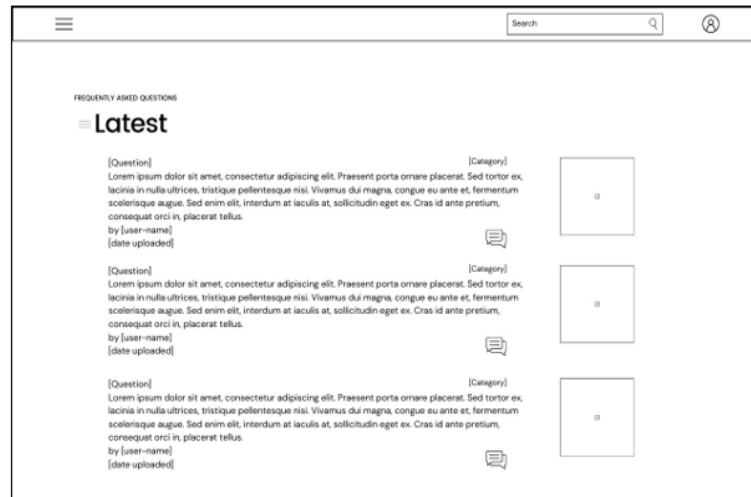 Search
FREQUENTLY ASKED QUESTIONS
Latest
[Question] [Category]
Lorem ipsum dolor sit amet, consectetur adipiscing elit. Praesent porta ornare placerat. Sed tortor ex,
lacinia in nulla ultrices, tristique pellentesque nisi. Vivamus dui magna, congue eu ante et, fermentum
scelerisque augue. Sed enim elit, interdum at iaculis at, sollicitudin eget ex. Cras id ante pretium,
consequat orci in, placerat tellus.
by [user-name]
[date uploaded]
[Question] [Category]
Lorem ipsum dolor sit amet, consectetur adipiscing elit. Praesent porta ornare placerat. Sed tortor ex,
lacinia in nulla ultrices, tristique pellentesque nisi. Vivamus dui magna, congue eu ante et, fermentum
scelerisque augue. Sed enim elit, interdum at iaculis at, sollicitudin eget ex. Cras id ante pretium,
consequat orci in, placerat tellus.
by [user-name]
[date uploaded]
[Question] [Category]
Lorem ipsum dolor sit amet, consectetur adipiscing elit. Praesent porta ornare placerat. Sed tortor ex,
lacinia in nulla ultrices, tristique pellentesque nisi. Vivamus dui magna, congue eu ante et, fermentum
scelerisque augue. Sed enim elit, interdum at iaculis at, sollicitudin eget ex. Cras id ante pretium,
consequat orci in, placerat tellus.
by [user-name]
[date uploaded]